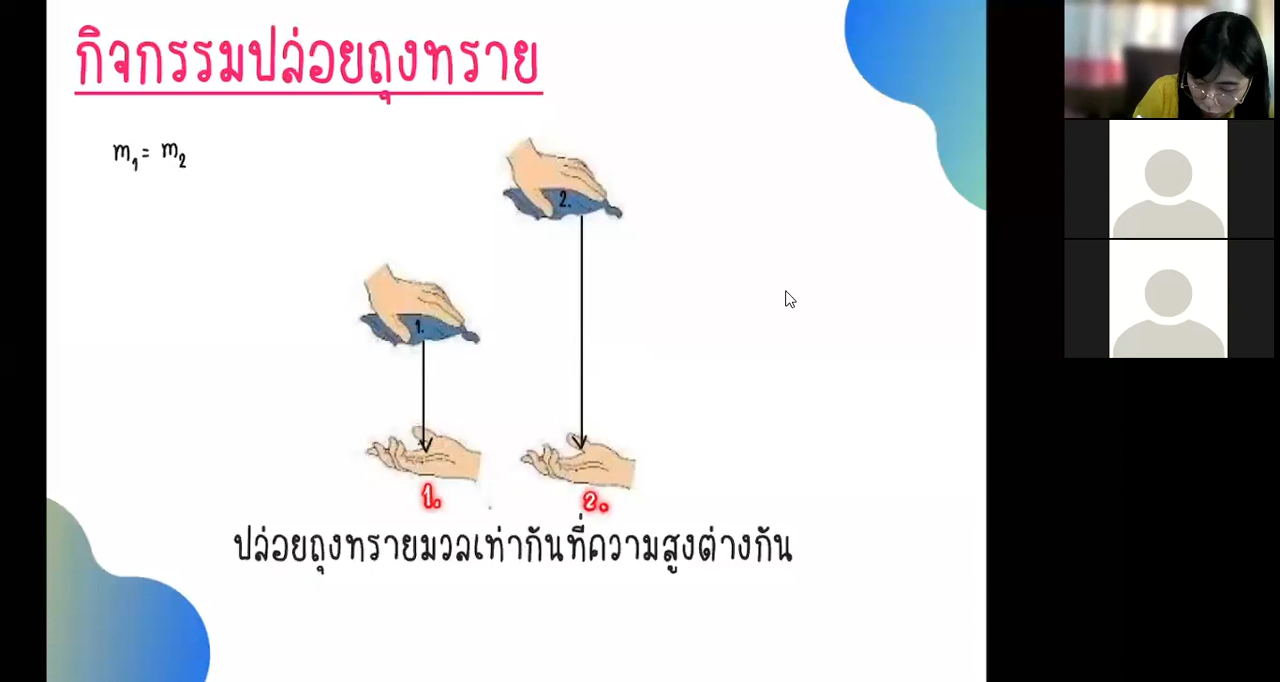 กิจกรรมปล่อยถุงทราย
m₁ = m₂
2.
1.
1.
2.
ปล่อยถุงทรายมวลเท่ากันที่ความสูงต่างกัน